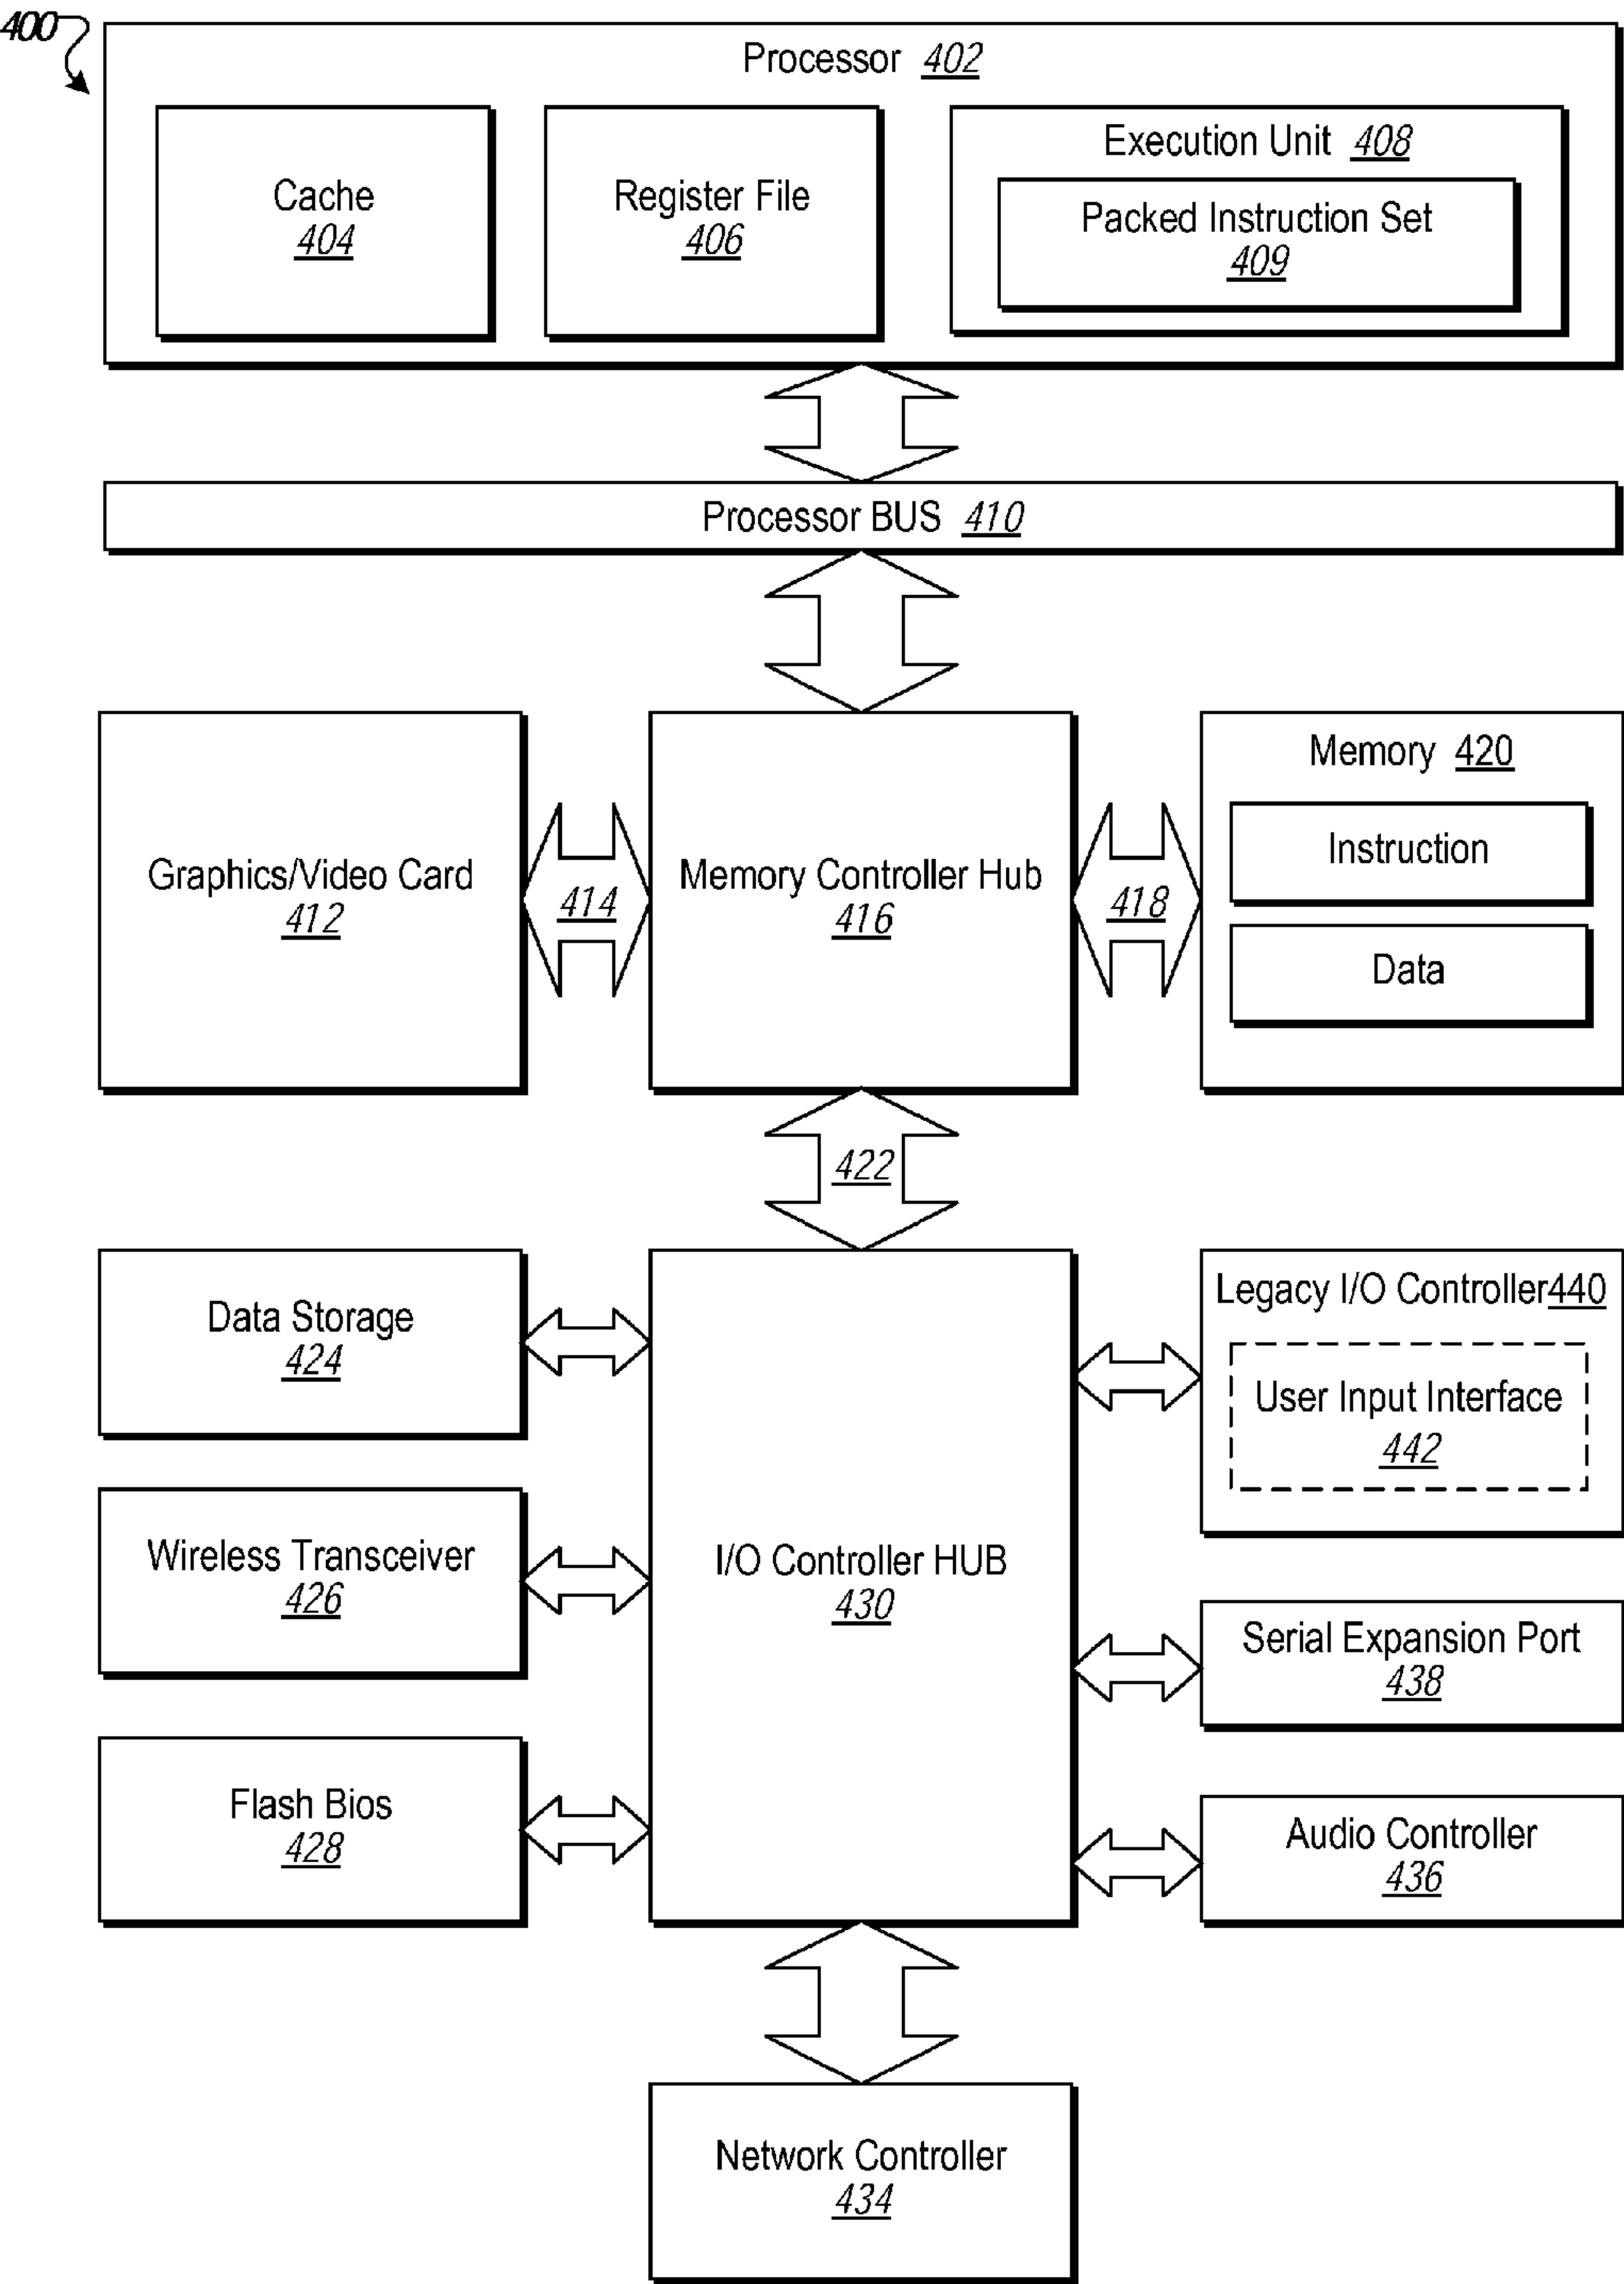 400
Processor 402
Cache
404
Register File
406
Execution Unit 408
Packed Instruction Set
409
Processor BUS 410
Graphics/Video Card
412
414
Memory Controller Hub
416
418
Memory 420
Instruction
Data
422
Data Storage
424
Wireless Transceiver
426
Flash Bios
428
I/O Controller HUB
430
Legacy I/O Controller440
User Input Interface
442
Serial Expansion Port
438
Audio Controller
436
Network Controller
434